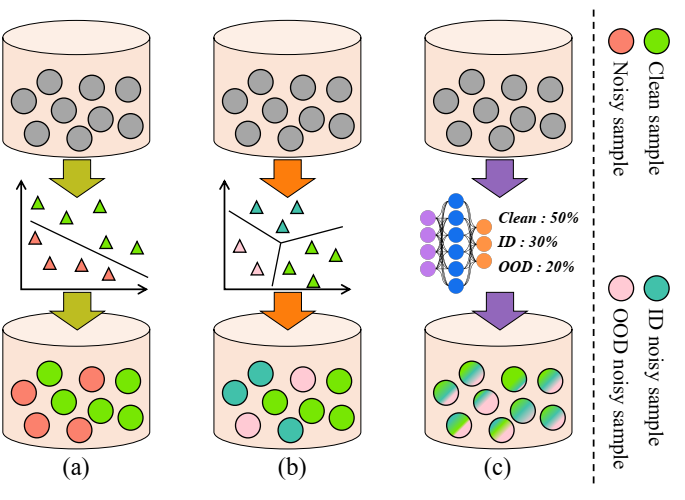 Clean : 50%
ID : 30%
OOD : 20%
(a)
(b)
(c)
Clean sample
Noisy sample
ID noisy sample
OOD noisy sample